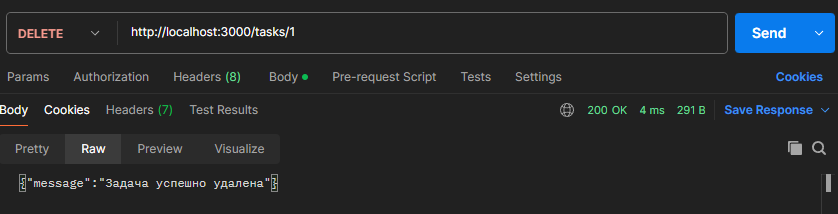 DELETE http://localhost:3000/tasks/1 Send
Params Authorization Headers (8) Body Pre-request Script Tests Settings Cookies
Body Cookies Headers (7) Test Results 200 OK 4 ms 291 B Save Response
Pretty Raw Preview Visualize
{"message":"Задача успешно удалена"}